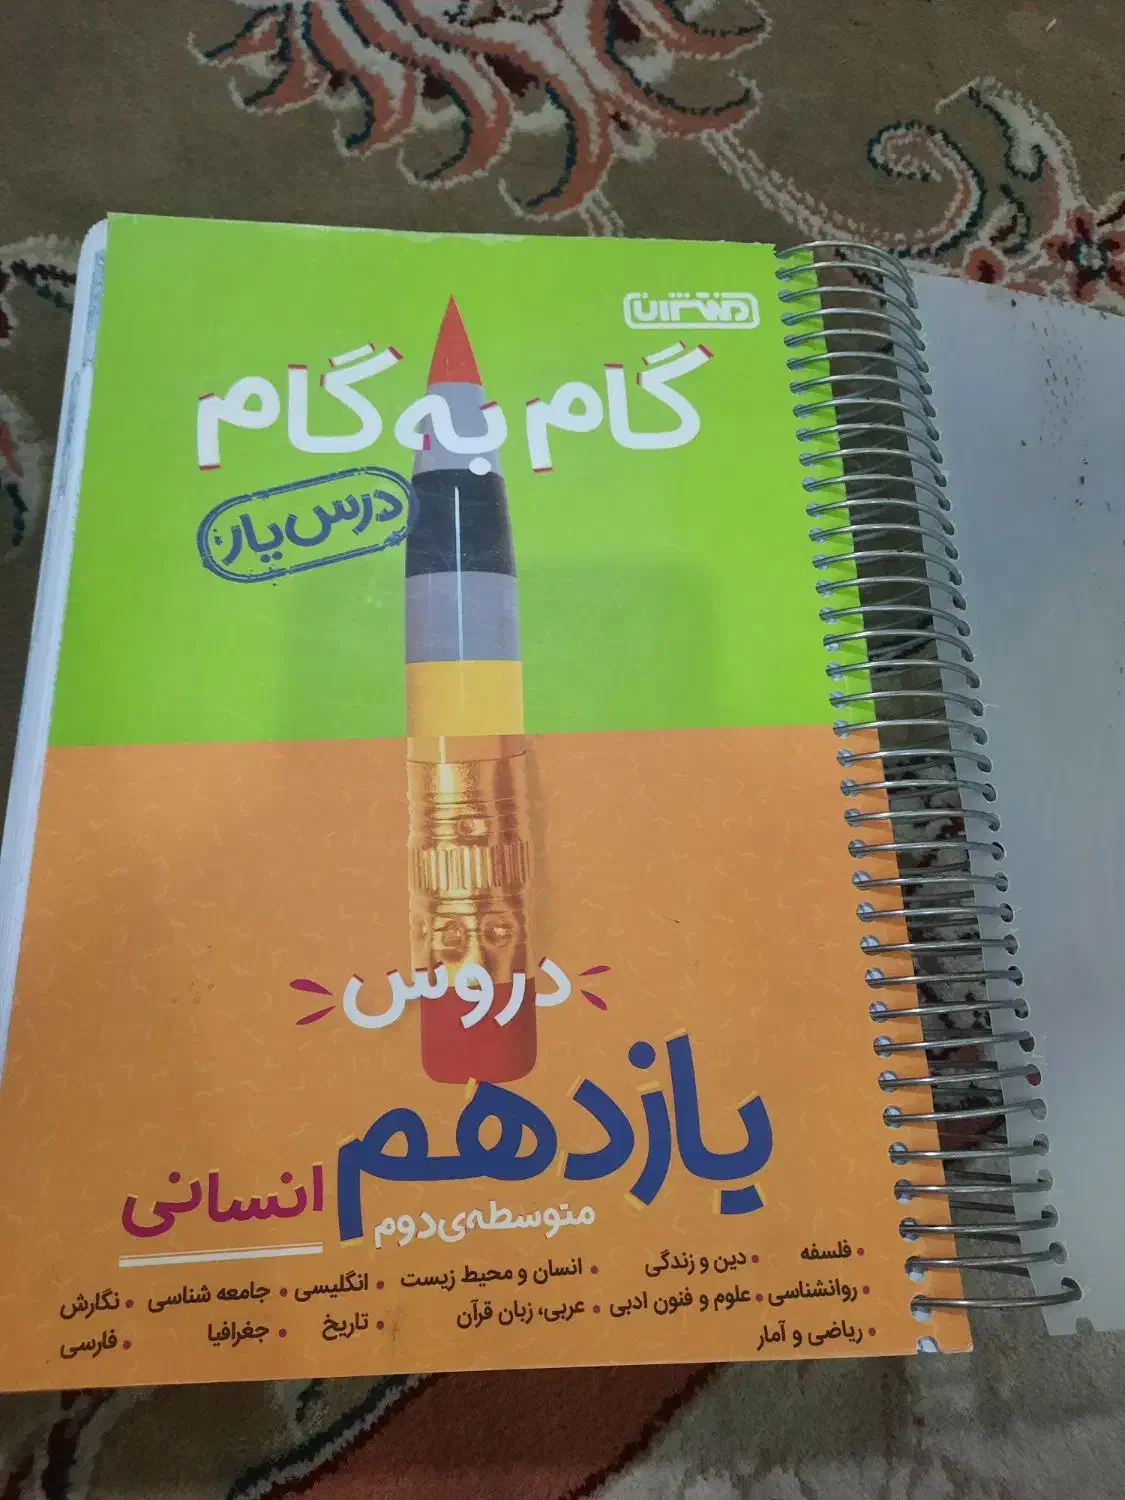 منتشران
گام به گام
درس یار
دروس
یازدهم
انسانی
متوسطه‌ی دوم
• فلسفه • دین و زندگی • انسان و محیط زیست • انگلیسی • جامعه شناسی • نگارش
• روانشناسی • علوم و فنون ادبی • عربی، زبان قرآن • تاریخ • جغرافیا • فارسی
• ریاضی و آمار